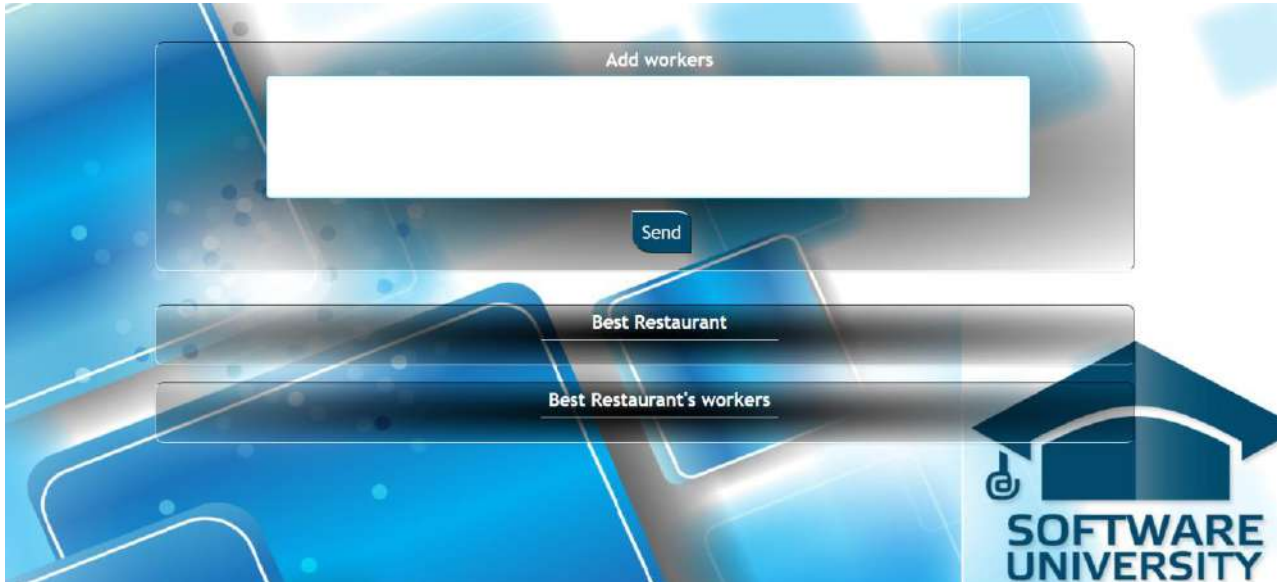 Add workers
Send
Best Restaurant
Best Restaurant's workers
SOFTWARE
UNIVERSITY